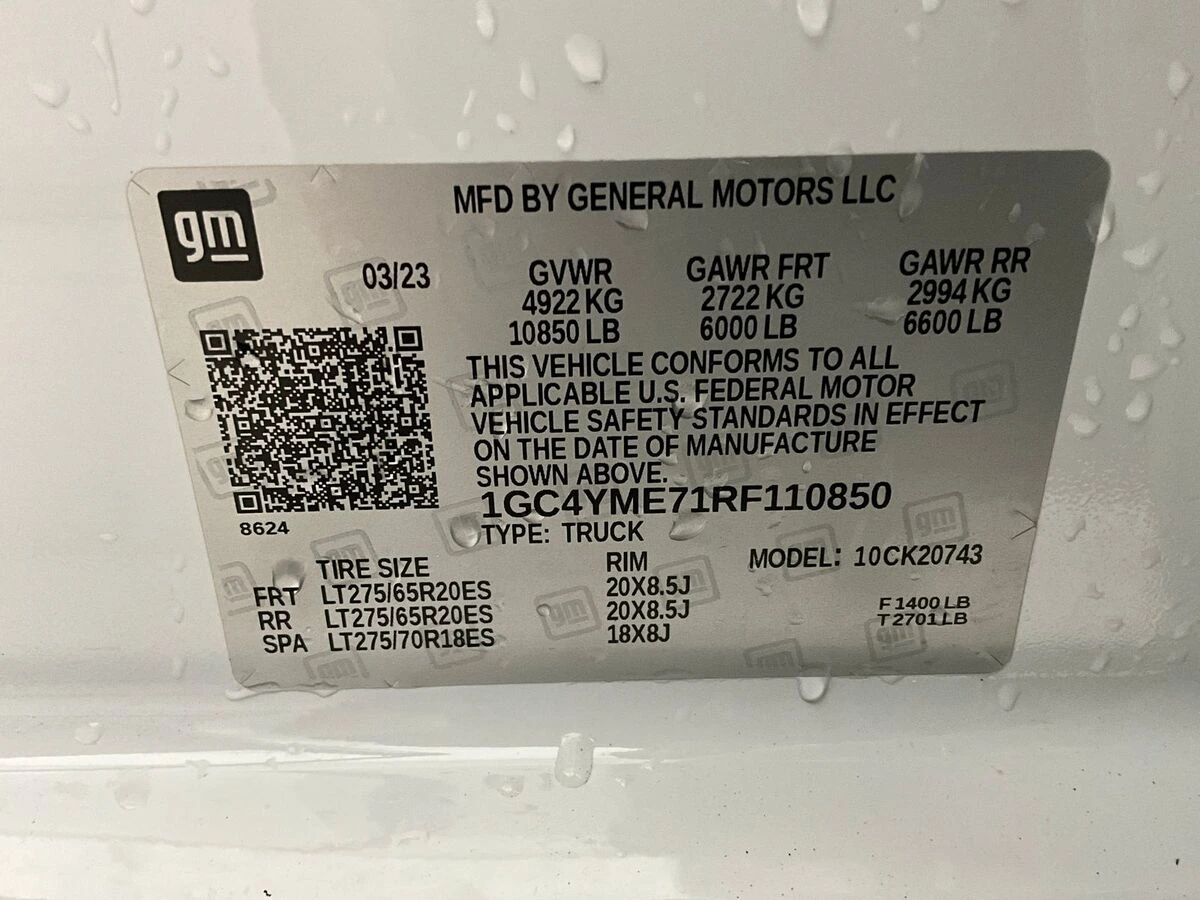 gm
MFD BY GENERAL MOTORS LLC
03/23
GVWR GAWR FRT GAWR RR
4922 KG 2722 KG 2994 KG
10850 LB 6000 LB 6600 LB
THIS VEHICLE CONFORMS TO ALL
APPLICABLE U.S. FEDERAL MOTOR
VEHICLE SAFETY STANDARDS IN EFFECT
ON THE DATE OF MANUFACTURE
SHOWN ABOVE.
1GC4YME71RF110850
8624
TYPE: TRUCK
TIRE SIZE RIM MODEL: 10CK20743
FRT LT275/65R20ES 20X8.5J
RR LT275/65R20ES 20X8.5J
SPA LT275/70R18ES 18X8J
F 1400 LB
T 2701 LB